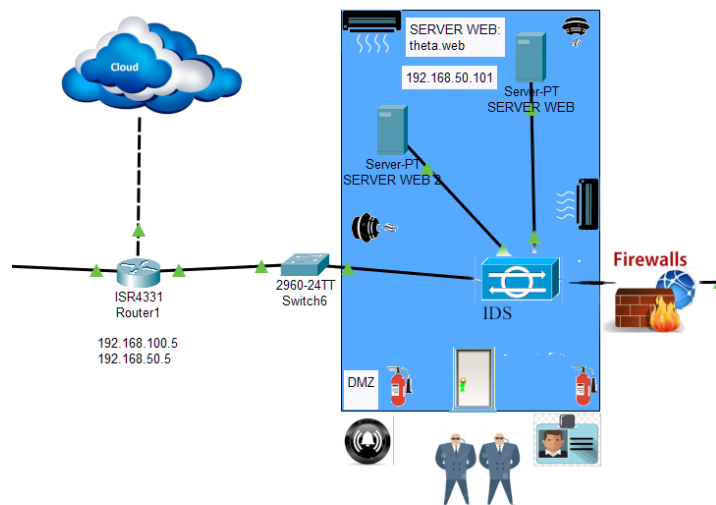 Cloud
SERVER WEB:
theta.web
192.168.50.101
Server-PT
SERVER WEB
Server-PT
SERVER WEB 2
Firewalls
2960-24TT
Switch6
ISR4331
Router1
IDS
192.168.100.5
192.168.50.5
DMZ